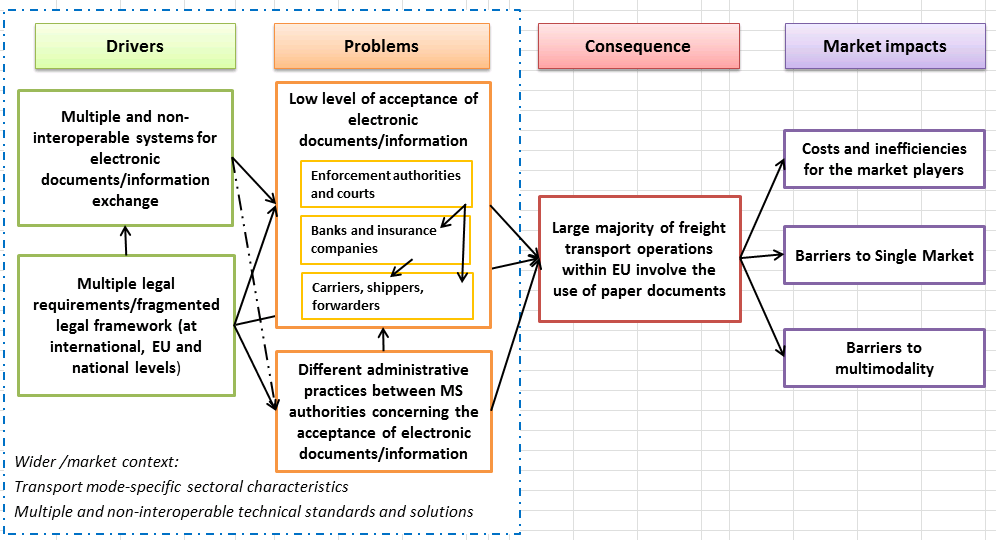 Drivers
Problems
Consequence
Market impacts
Multiple and non-
interoperable systems for
electronic
documents/information
exchange
Multiple legal
requirements/fragmented
legal framework (at
international, EU and
national levels)
Low level of acceptance of
electronic
documents/information
Enforcement authorities
and courts
Banks and insurance
companies
Carriers, shippers,
forwarders
Different administrative
practices between MS
authorities concerning the
acceptance of electronic
documents/information
Large majority of freight
transport operations
within EU involve the
use of paper documents
Costs and inefficiencies
for the market players
Barriers to Single Market
Barriers to
multimodality
Wider /market context:
Transport mode-specific sectoral characteristics
Multiple and non-interoperable technical standards and solutions